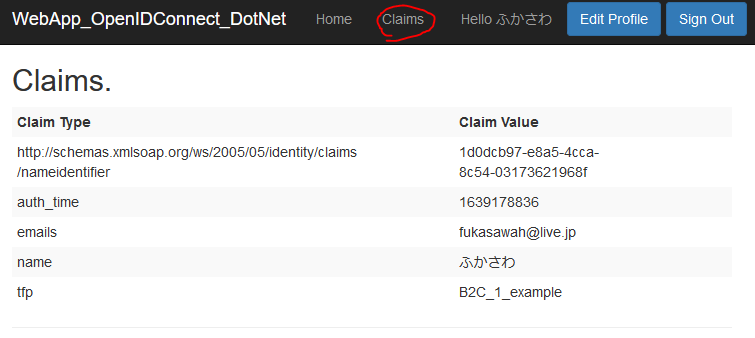 WebApp_OpenIDConnect_DotNet Home Claims Hello ふかさわ Edit Profile Sign Out
Claims.
Claim Type Claim Value
http://schemas.xmlsoap.org/ws/2005/05/identity/claims 1d0dcb97-e8a5-4cca-
/nameidentifier 8c54-03173621968f
auth_time 1639178836
emails fukasawah@live.jp
name ふかさわ
tfp B2C_1_example